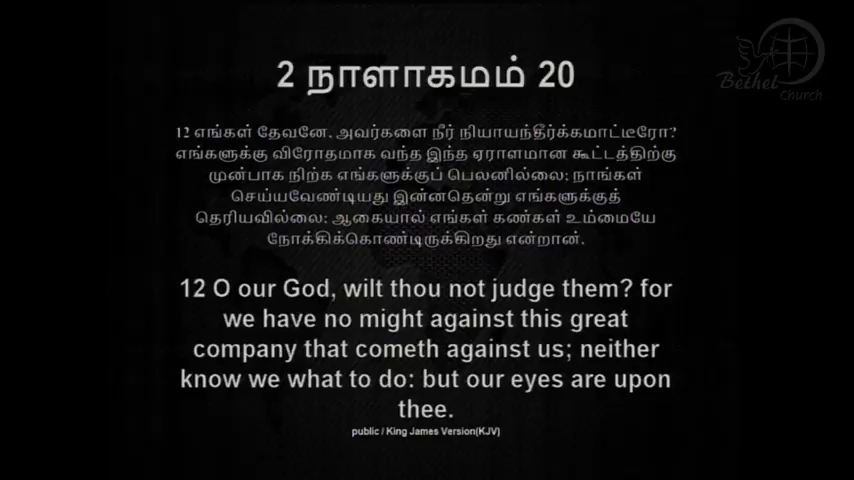 Bethel
Church
2 நாளாகமம் 20
12 எங்கள் தேவனே, அவர்களை நீர் நியாயந்தீர்க்கமாட்டீரோ?
எங்களுக்கு விரோதமாக வந்த இந்த ஏராளமான கூட்டத்திற்கு
முன்பாக நிற்க எங்களுக்குப் பெலனில்லை; நாங்கள்
செய்யவேண்டியது இன்னதென்று எங்களுக்குத்
தெரியவில்லை; ஆகையால் எங்கள் கண்கள் உம்மையே
நோக்கிக்கொண்டிருக்கிறது என்றான்.
12 O our God, wilt thou not judge them? for
we have no might against this great
company that cometh against us; neither
know we what to do: but our eyes are upon
thee.
public / King James Version(KJV)